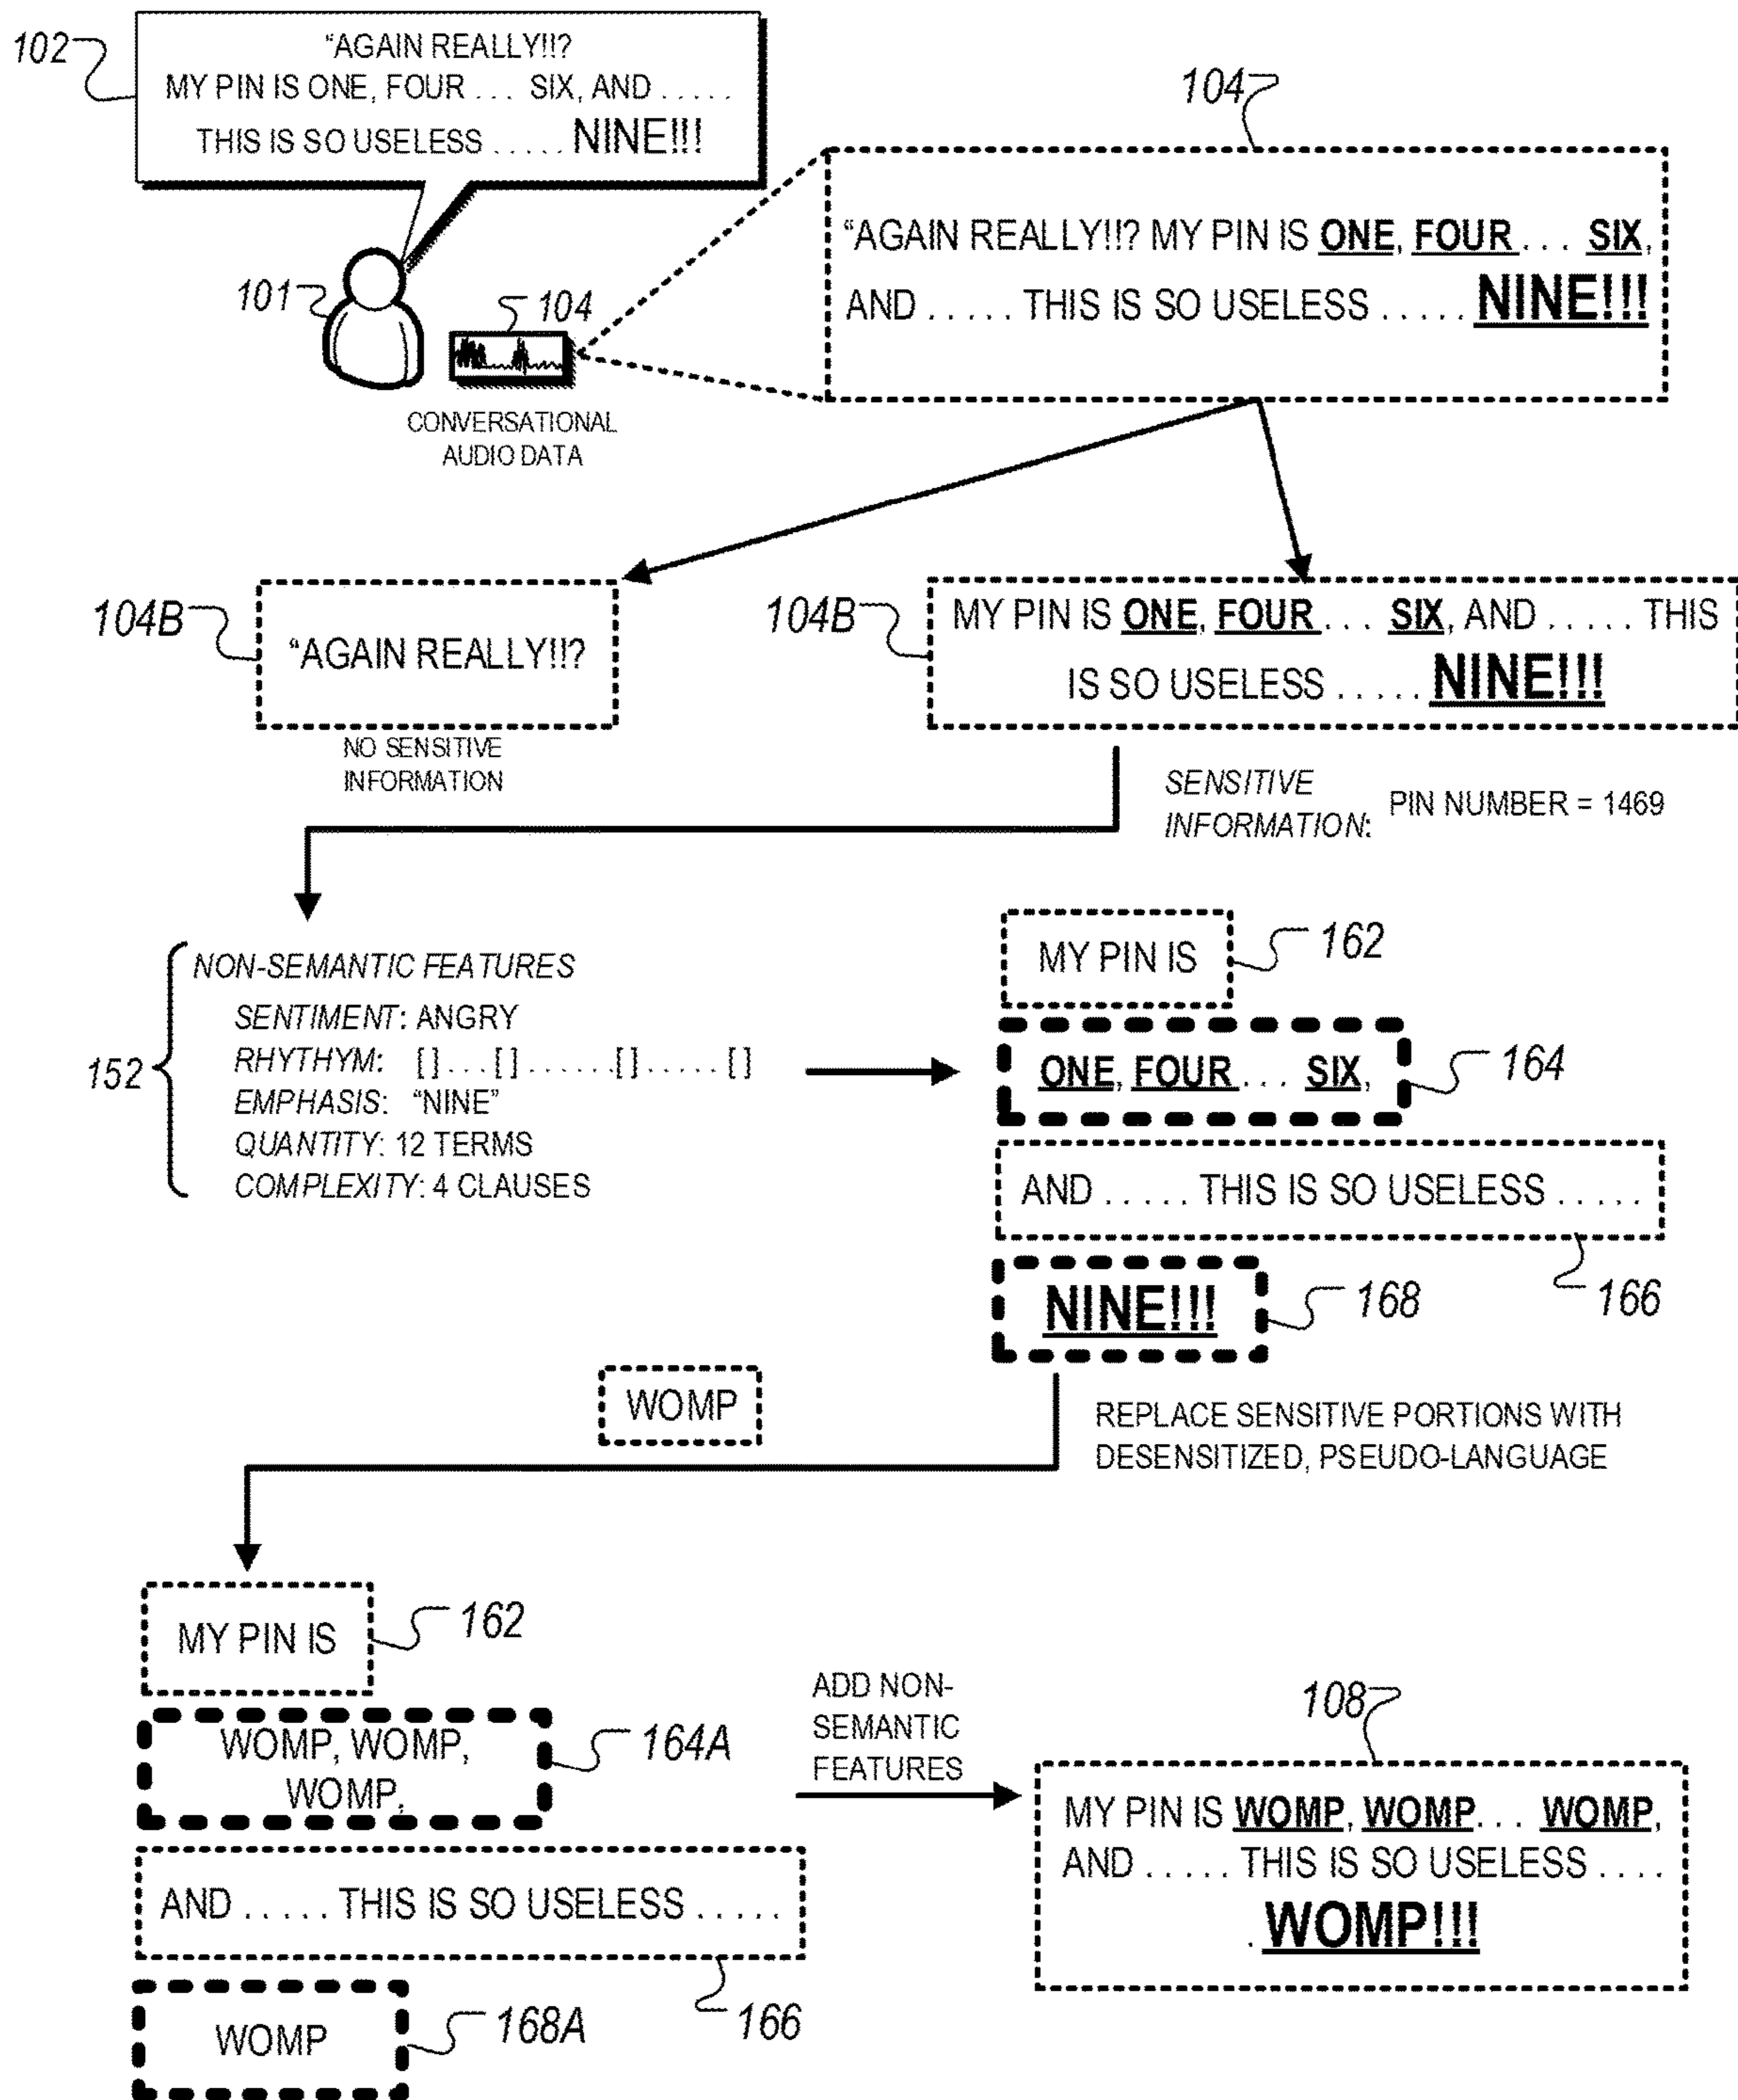 102
"AGAIN REALLY!!?
MY PIN IS ONE, FOUR ... SIX, AND .....
THIS IS SO USELESS ..... NINE!!!
104
"AGAIN REALLY!!? MY PIN IS ONE, FOUR ... SIX,
AND ..... THIS IS SO USELESS ..... NINE!!!
101
104
CONVERSATIONAL
AUDIO DATA
104B
"AGAIN REALLY!!?
NO SENSITIVE
INFORMATION
104B
MY PIN IS ONE, FOUR ... SIX, AND ..... THIS
IS SO USELESS ..... NINE!!!
SENSITIVE
INFORMATION:
PIN NUMBER = 1469
152
NON-SEMANTIC FEATURES
SENTIMENT: ANGRY
RHYTHYM: []...[]......[].....[]
EMPHASIS: "NINE"
QUANTITY: 12 TERMS
COMPLEXITY: 4 CLAUSES
MY PIN IS
162
ONE, FOUR ... SIX,
164
AND ..... THIS IS SO USELESS .....
166
NINE!!!
168
WOMP
REPLACE SENSITIVE PORTIONS WITH
DESENSITIZED, PSEUDO-LANGUAGE
MY PIN IS
162
WOMP, WOMP,
WOMP,
164A
AND ..... THIS IS SO USELESS .....
166
WOMP
168A
ADD NON-
SEMANTIC
FEATURES
108
MY PIN IS WOMP, WOMP... WOMP,
AND ..... THIS IS SO USELESS ....
. WOMP!!!